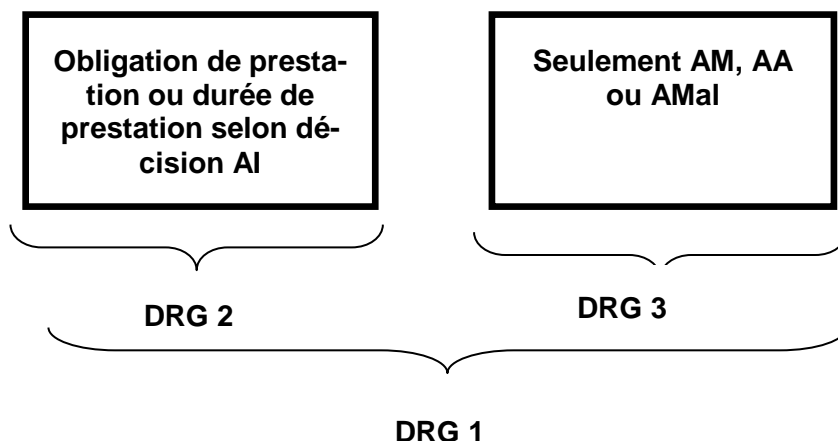 Obligation de presta-
tion ou durée de
prestation selon dé-
cision AI
Seulement AM, AA
ou AMal
DRG 2
DRG 3
DRG 1